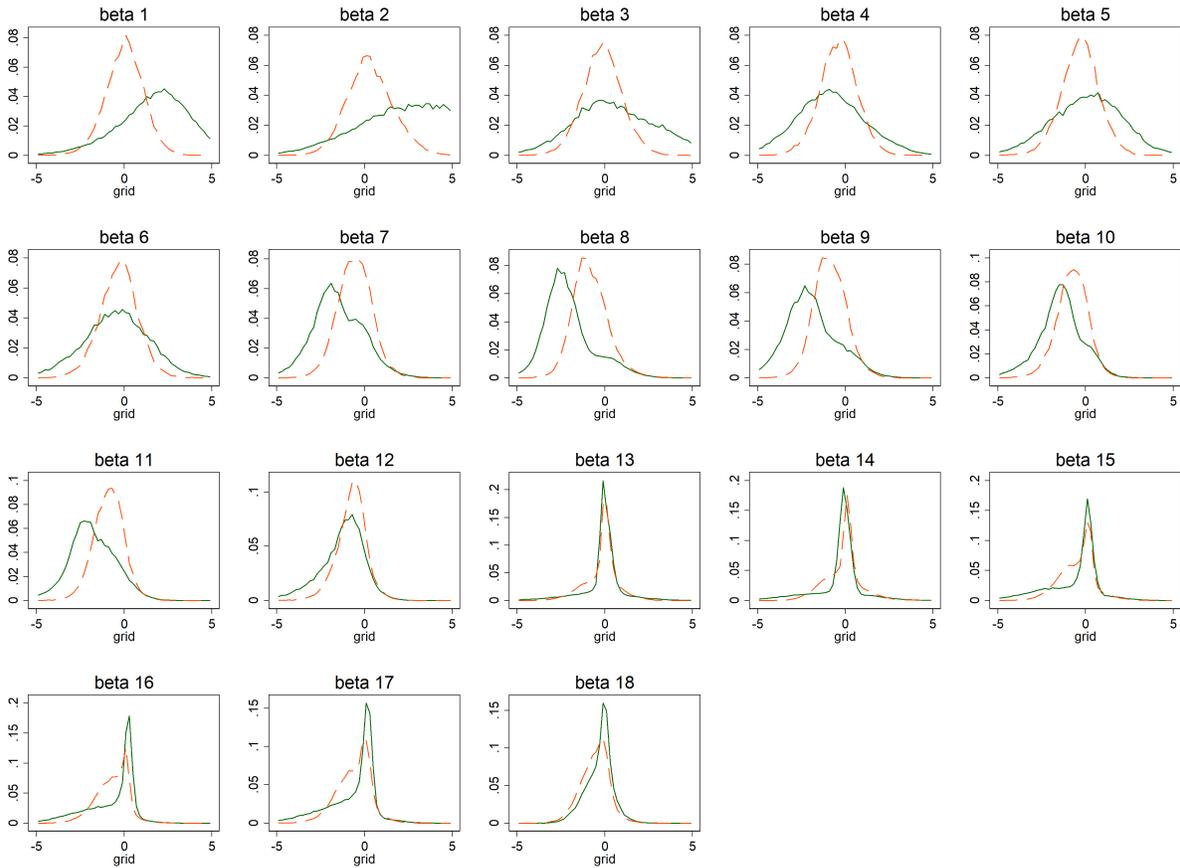 beta 1
0 .02 .04 .06 .08
-5 0 5
grid
beta 2
0 .02 .04 .06 .08
-5 0 5
grid
beta 3
0 .02 .04 .06 .08
-5 0 5
grid
beta 4
0 .02 .04 .06 .08
-5 0 5
grid
beta 5
0 .02 .04 .06 .08
-5 0 5
grid
beta 6
0 .02 .04 .06 .08
-5 0 5
grid
beta 7
0 .02 .04 .06 .08
-5 0 5
grid
beta 8
0 .02 .04 .06 .08
-5 0 5
grid
beta 9
0 .02 .04 .06 .08
-5 0 5
grid
beta 10
0 .02 .04 .06 .08 .1
-5 0 5
grid
beta 11
0 .02 .04 .06 .08 .1
-5 0 5
grid
beta 12
0 .05 .1
-5 0 5
grid
beta 13
0 .05 .1 .15 .2
-5 0 5
grid
beta 14
0 .05 .1 .15 .2
-5 0 5
grid
beta 15
0 .05 .1 .15 .2
-5 0 5
grid
beta 16
0 .05 .1 .15 .2
-5 0 5
grid
beta 17
0 .05 .1 .15
-5 0 5
grid
beta 18
0 .05 .1 .15
-5 0 5
grid